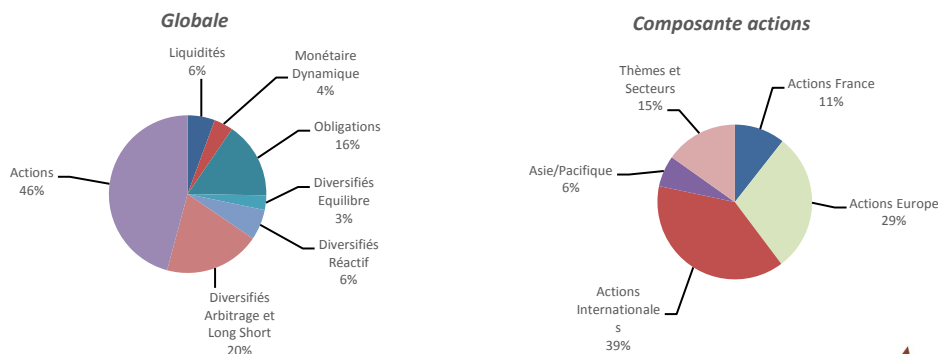 Globale
Liquidités
6%
Monétaire
Dynamique
4%
Obligations
16%
Diversifiés
Equilibre
3%
Diversifiés
Réactif
6%
Diversifiés
Arbitrage et
Long Short
20%
Actions
46%
Composante actions
Actions France
11%
Actions Europe
29%
Actions
Internationale
s
39%
Asie/Pacifique
6%
Thèmes et
Secteurs
15%